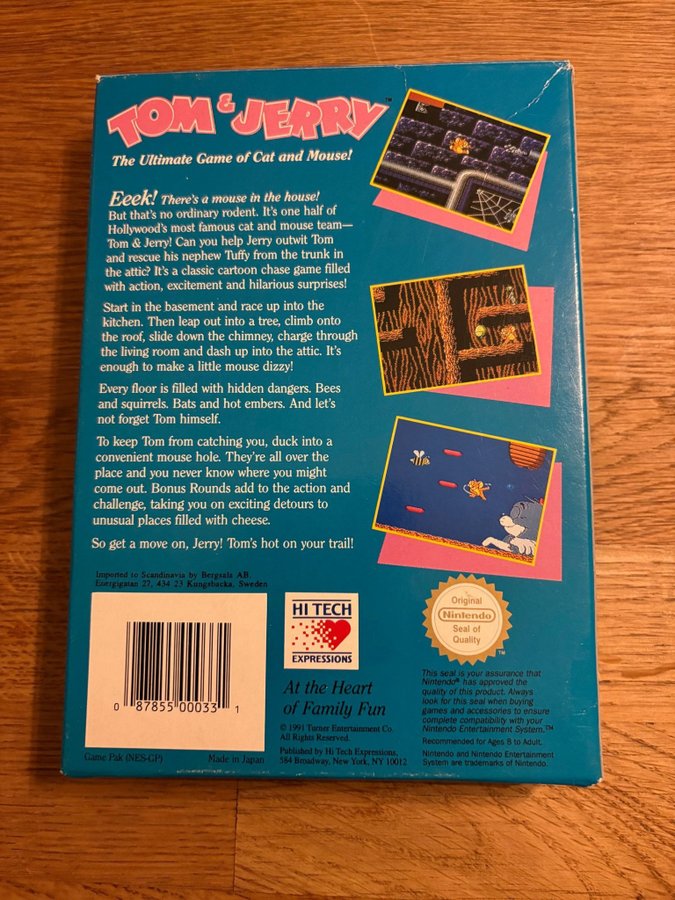 TOM & JERRY™
The Ultimate Game of Cat and Mouse!
Eeek! There's a mouse in the house!
But that's no ordinary rodent. It's one half of
Hollywood's most famous cat and mouse team—
Tom & Jerry! Can you help Jerry outwit Tom
and rescue his nephew Tuffy from the trunk in
the attic? It's a classic cartoon chase game filled
with action, excitement and hilarious surprises!
Start in the basement and race up into the
kitchen. Then leap out into a tree, climb onto
the roof, slide down the chimney, charge through
the living room and dash up into the attic. It's
enough to make a little mouse dizzy!
Every floor is filled with hidden dangers. Bees
and squirrels. Bats and hot embers. And let's
not forget Tom himself.
To keep Tom from catching you, duck into a
convenient mouse hole. They're all over the
place and you never know where you might
come out. Bonus Rounds add to the action and
challenge, taking you on exciting detours to
unusual places filled with cheese.
So get a move on, Jerry! Tom's hot on your trail!
Imported to Scandinavia by Bergsala AB.
Energigatan 27, 434 23 Kungsbacka, Sweden
0 87855 00033 1
Game Pak (NES-GP) Made in Japan
HI TECH
EXPRESSIONS
At the Heart
of Family Fun
© 1991 Turner Entertainment Co.
All Rights Reserved.
Published by Hi Tech Expressions,
584 Broadway, New York, NY 10012
Original
Nintendo
Seal of
Quality
TM
This seal is your assurance that
Nintendo® has approved the
quality of this product. Always
look for this seal when buying
games and accessories to ensure
complete compatibility with your
Nintendo Entertainment System.™
Recommended for Ages 8 to Adult.
Nintendo and Nintendo Entertainment
System are trademarks of Nintendo.